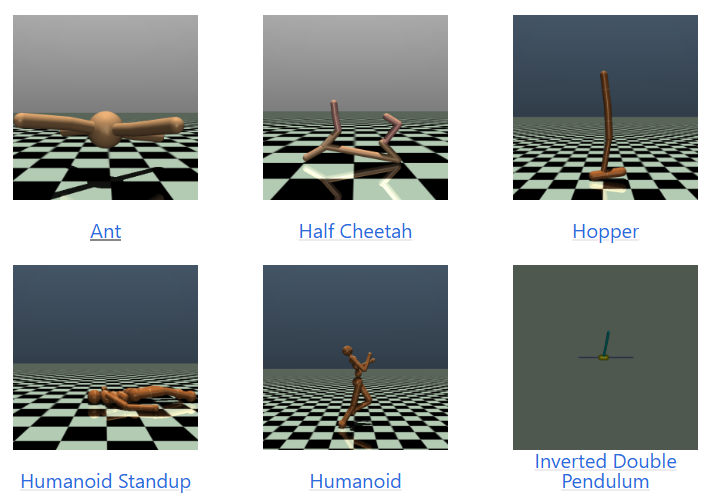 Ant
Half Cheetah
Hopper
Humanoid Standup
Humanoid
Inverted Double
Pendulum